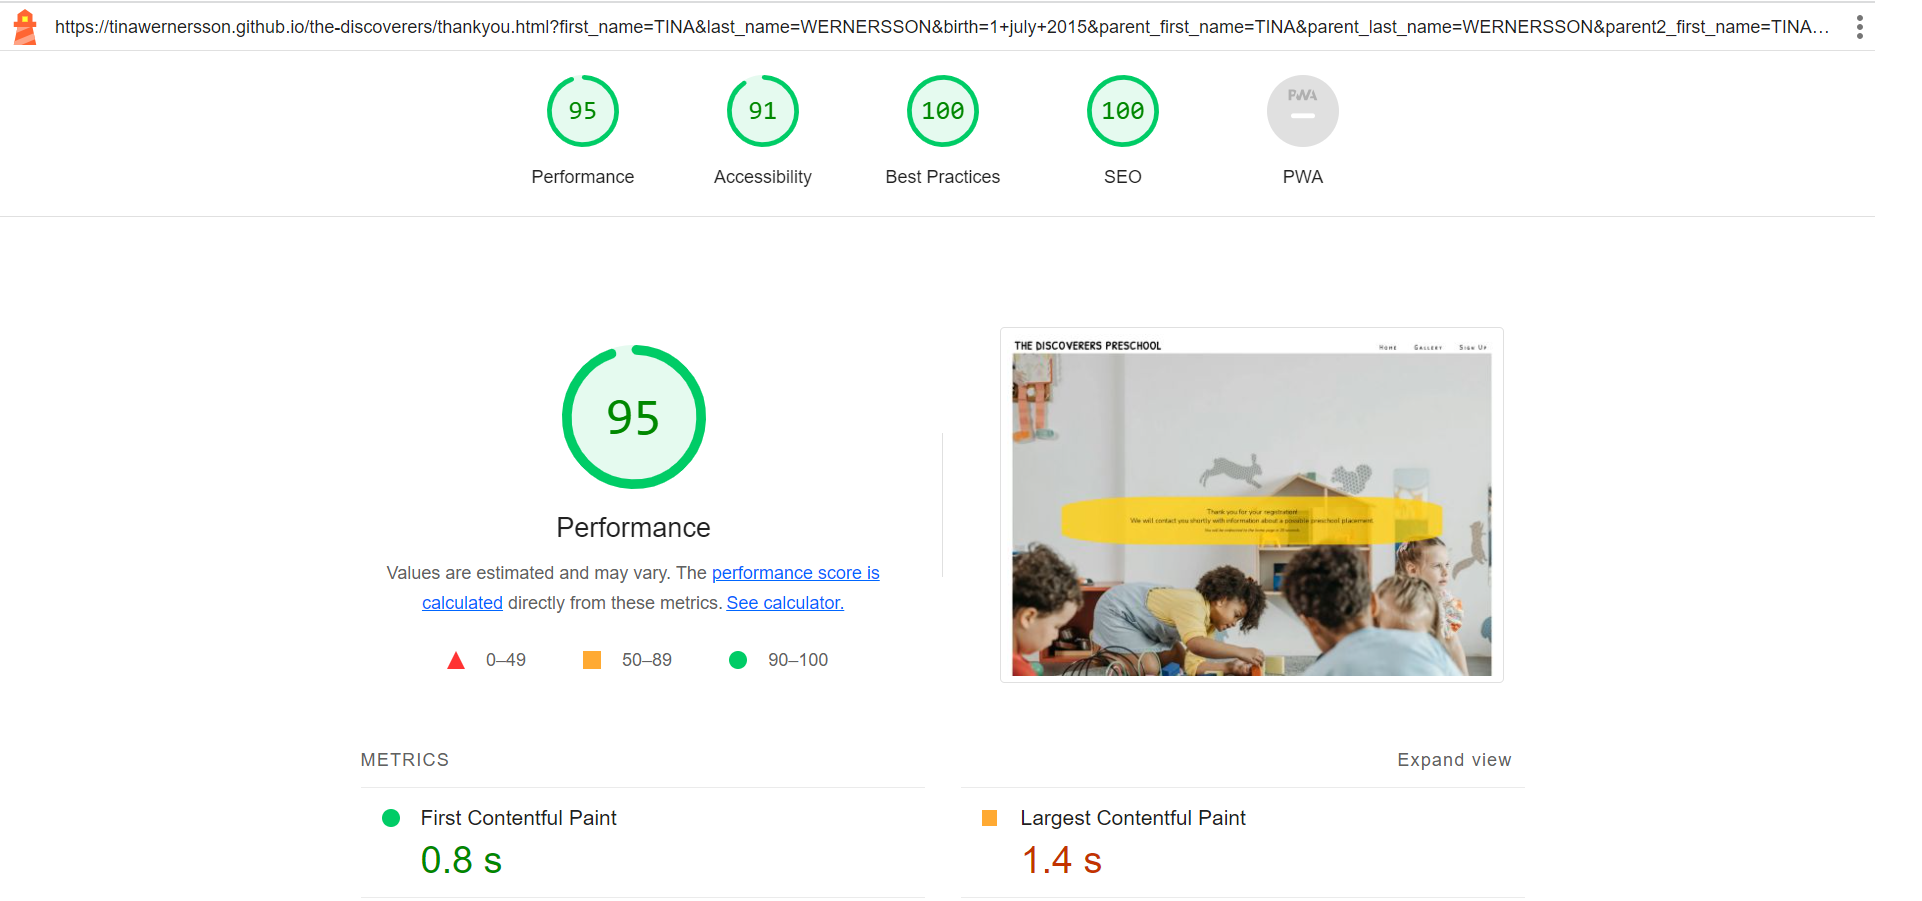 https://tinawernersson.github.io/the-discoverers/thankyou.html?first_name=TINA&last_name=WERNERSSON&birth=1+july+2015&parent_first_name=TINA&parent_last_name=WERNERSSON&parent2_first_name=TINA…
95
91
100
100
PWA
Performance
Accessibility
Best Practices
SEO
PWA
THE DISCOVERERS PRESCHOOL
Home Gallery Sign Up
95
Thank you for your registration!
We will contact you shortly with information about a possible preschool placement.
Performance
Values are estimated and may vary. The performance score is
calculated directly from these metrics. See calculator.
0–49
50–89
90–100
METRICS
Expand view
First Contentful Paint
0.8 s
Largest Contentful Paint
1.4 s